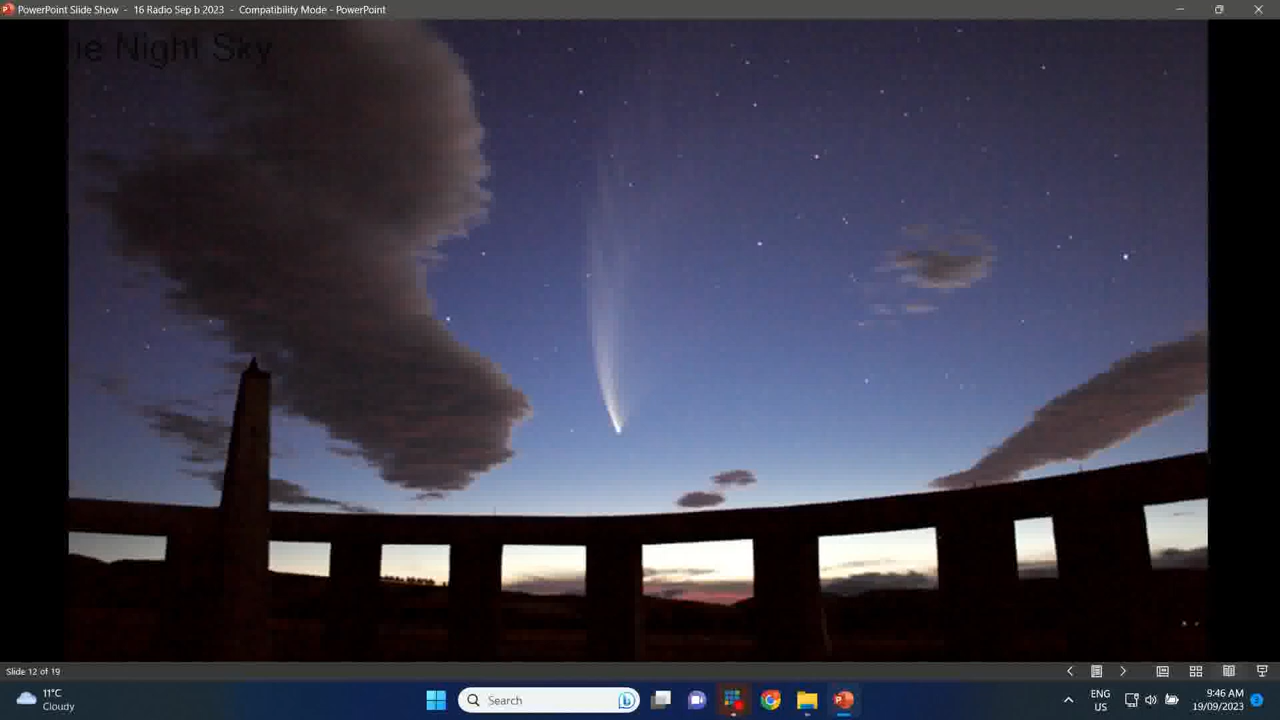 PowerPoint Slide Show - 16 Radio Sep b 2023 - Compatibility Mode - PowerPoint
Night Sky
Slide 12 of 19
11°C
Cloudy
Search
ENG
US
9:46 AM
19/09/2023
3